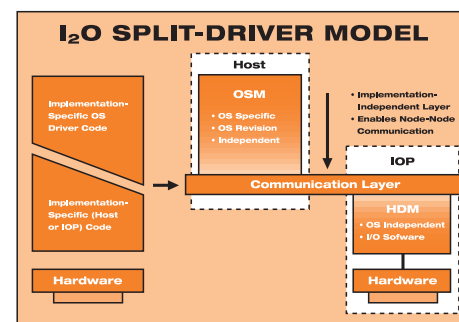 I₂O SPLIT-DRIVER MODEL
Implementation-
Specific OS
Driver Code
Implementation-
Specific (Host
or IOP) Code
Hardware
Host
OSM
• OS Specific
• OS Revision
• Independent
• Implementation-
Independent Layer
• Enables Node-Node
Communication
IOP
Communication Layer
HDM
• OS Independent
• I/O Sofware
Hardware